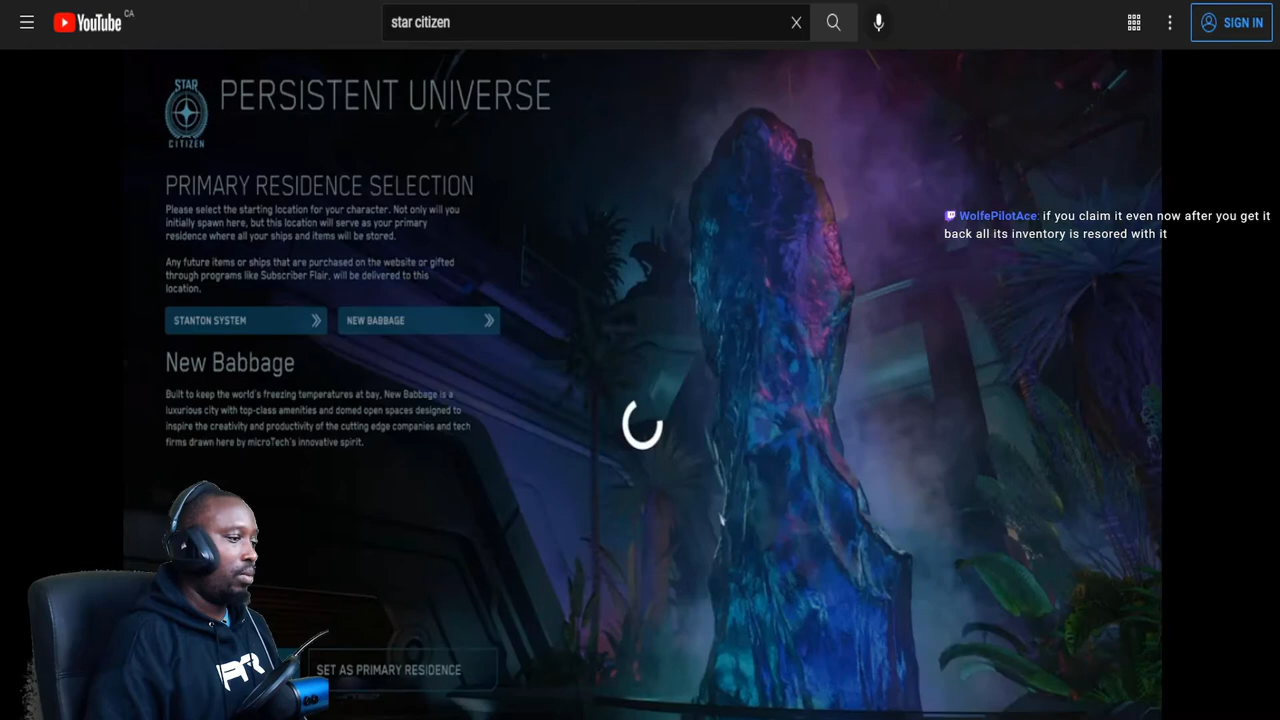 YouTube CA
star citizen
SIGN IN
STAR CITIZEN
PERSISTENT UNIVERSE
PRIMARY RESIDENCE SELECTION
Please select the starting location for your character. Not only will you
initially spawn here, but this location will serve as your primary
residence where all your ships and items will be stored.
Any future items or ships that are purchased on the website or gifted
through programs like Subscriber Flair, will be delivered to this
location.
STANTON SYSTEM
NEW BABBAGE
New Babbage
Built to keep the world's freezing temperatures at bay, New Babbage is a
luxurious city with top-class amenities and domed open spaces designed to
inspire the creativity and productivity of the cutting edge companies and tech
firms drawn here by microTech's innovative spirit.
SET AS PRIMARY RESIDENCE
WolfePilotAce: if you claim it even now after you get it
back all its inventory is resored with it